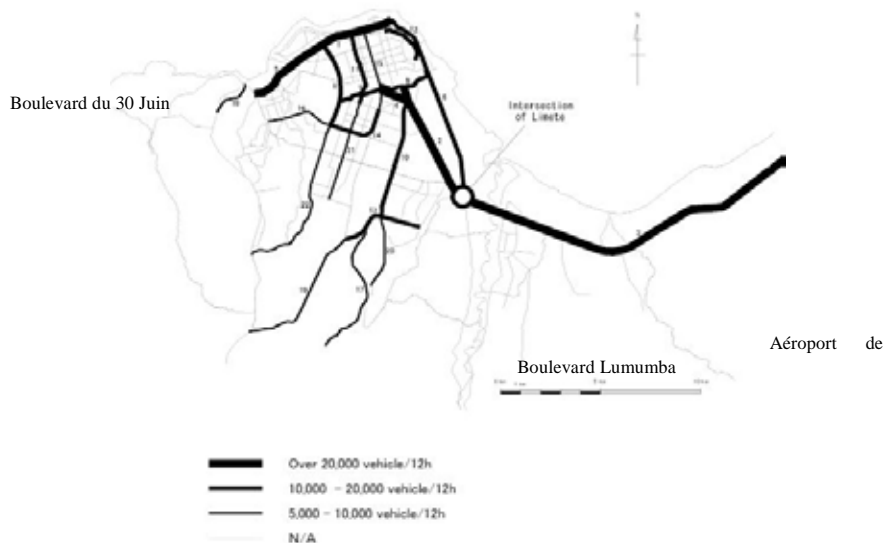 N
Boulevard du 30 Juin
Intersection
of Limete
Aéroport de
Boulevard Lumumba
Over 20,000 vehicle/12h
10,000 - 20,000 vehicle/12h
5,000 - 10,000 vehicle/12h
N/A